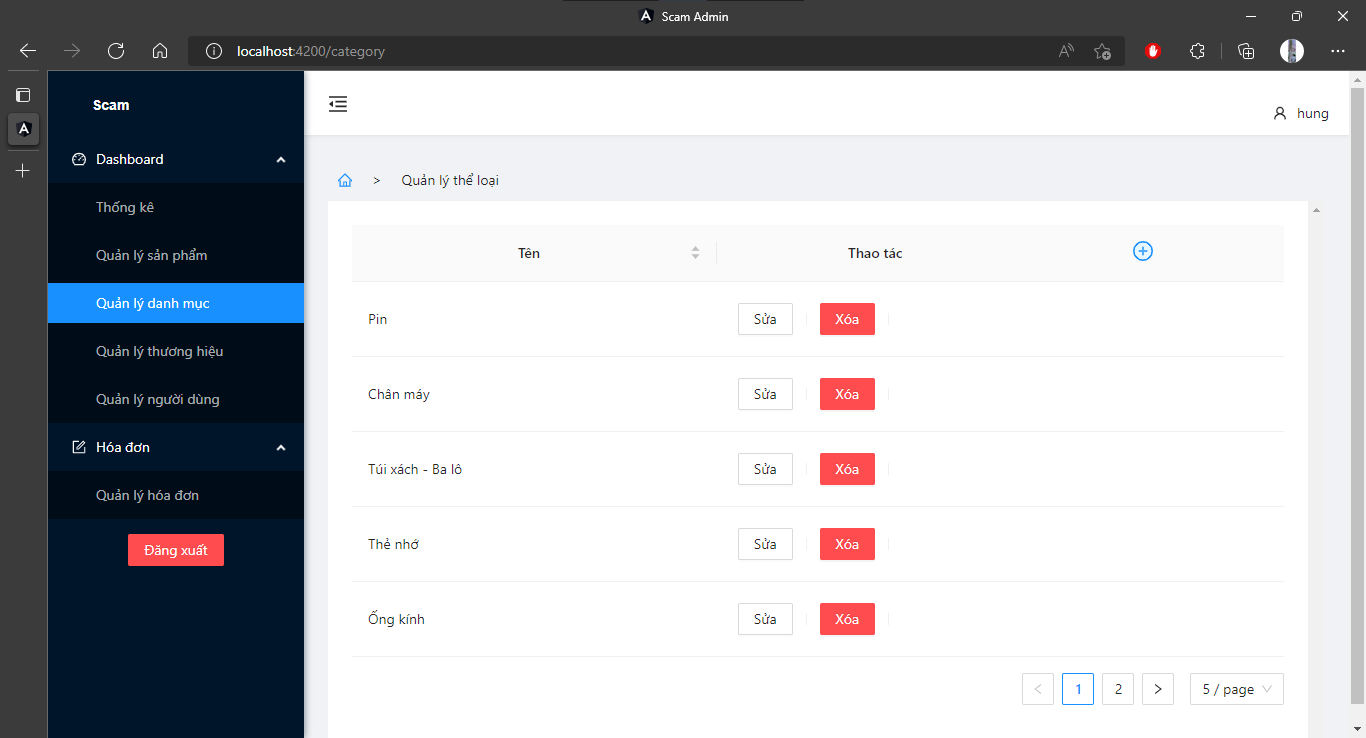 Scam Admin
localhost:4200/category
Scam
hung
Dashboard
Thống kê
Quản lý sản phẩm
Quản lý danh mục
Quản lý thương hiệu
Quản lý người dùng
Hóa đơn
Quản lý hóa đơn
Đăng xuất
> Quản lý thể loại
Tên Thao tác
Pin Sửa Xóa
Chân máy Sửa Xóa
Túi xách - Ba lô Sửa Xóa
Thẻ nhớ Sửa Xóa
Ống kính Sửa Xóa
< 1 2 > 5 / page